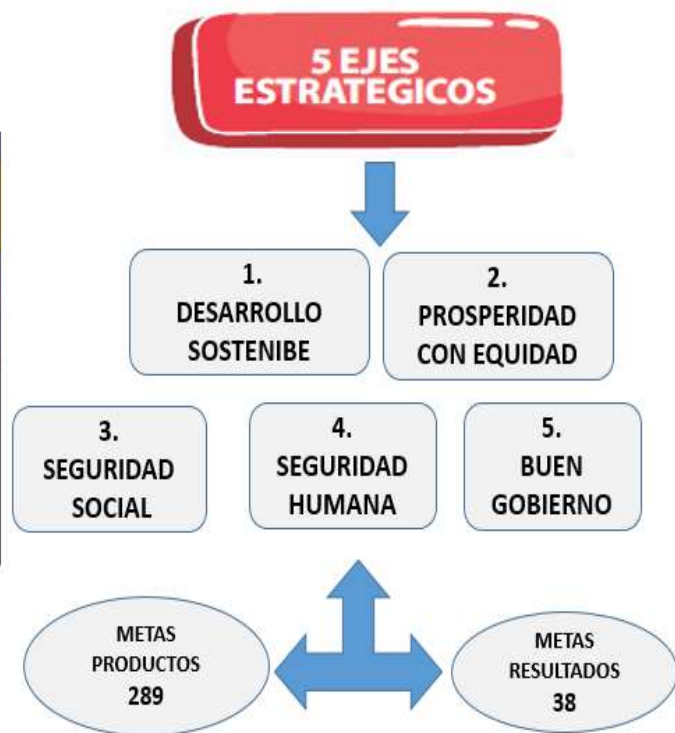 5 EJES
ESTRATEGICOS
1.
DESARROLLO
SOSTENIBE
2.
PROSPERIDAD
CON EQUIDAD
3.
SEGURIDAD
SOCIAL
4.
SEGURIDAD
HUMANA
5.
BUEN
GOBIERNO
METAS
PRODUCTOS
289
METAS
RESULTADOS
38